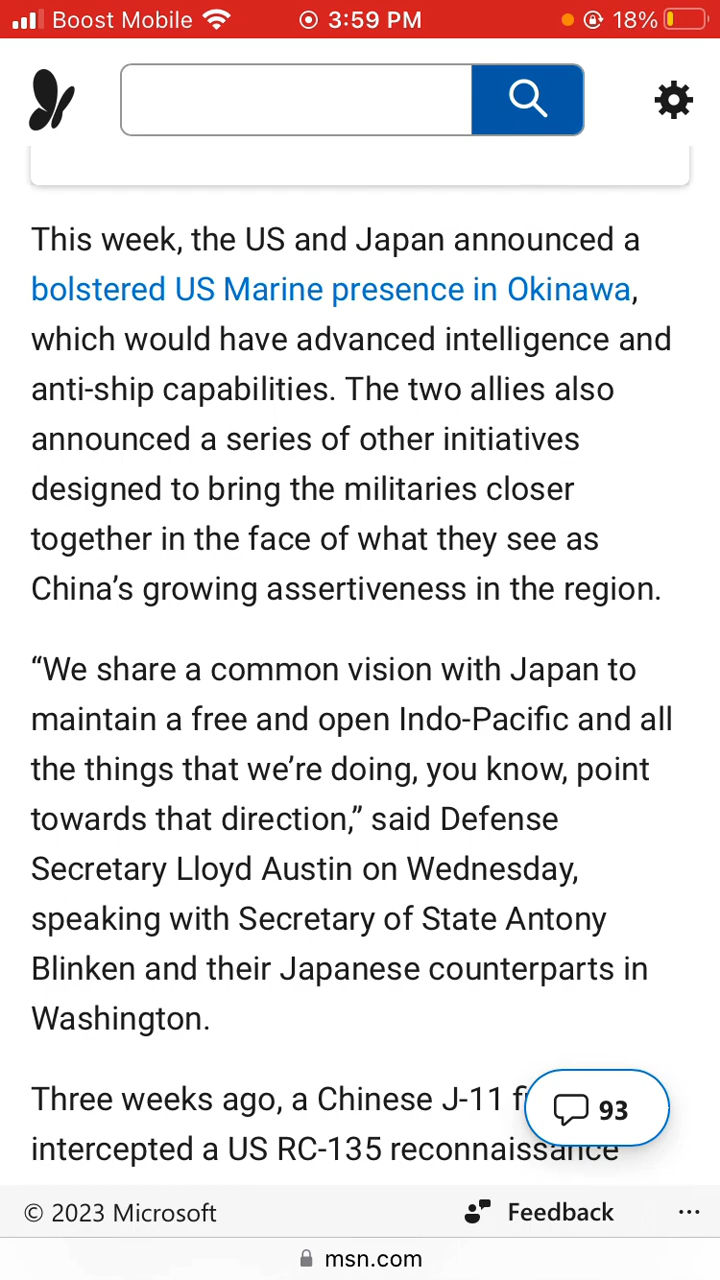 Boost Mobile 3:59 PM 18%
This week, the US and Japan announced a
bolstered US Marine presence in Okinawa,
which would have advanced intelligence and
anti-ship capabilities. The two allies also
announced a series of other initiatives
designed to bring the militaries closer
together in the face of what they see as
China’s growing assertiveness in the region.
“We share a common vision with Japan to
maintain a free and open Indo-Pacific and all
the things that we’re doing, you know, point
towards that direction,” said Defense
Secretary Lloyd Austin on Wednesday,
speaking with Secretary of State Antony
Blinken and their Japanese counterparts in
Washington.
Three weeks ago, a Chinese J-11
93
intercepted a US RC-135 reconnaissance
© 2023 Microsoft Feedback ...
msn.com